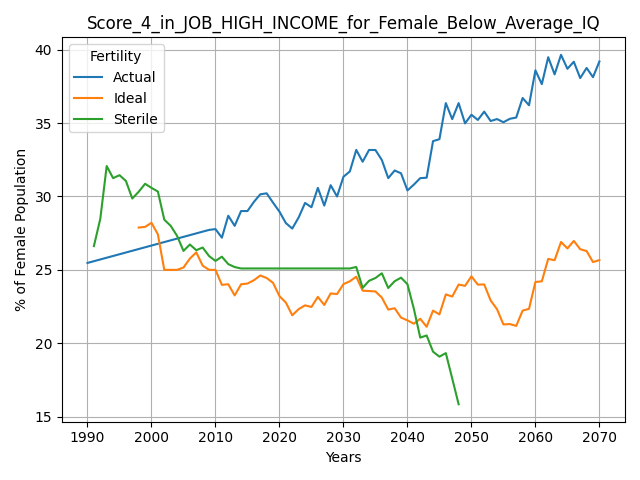 Score_4_in_JOB_HIGH_INCOME_for_Female_Below_Average_IQ
Fertility
Actual
Ideal
Sterile
% of Female Population
40
35
30
25
20
15
1990 2000 2010 2020 2030 2040 2050 2060 2070
Years